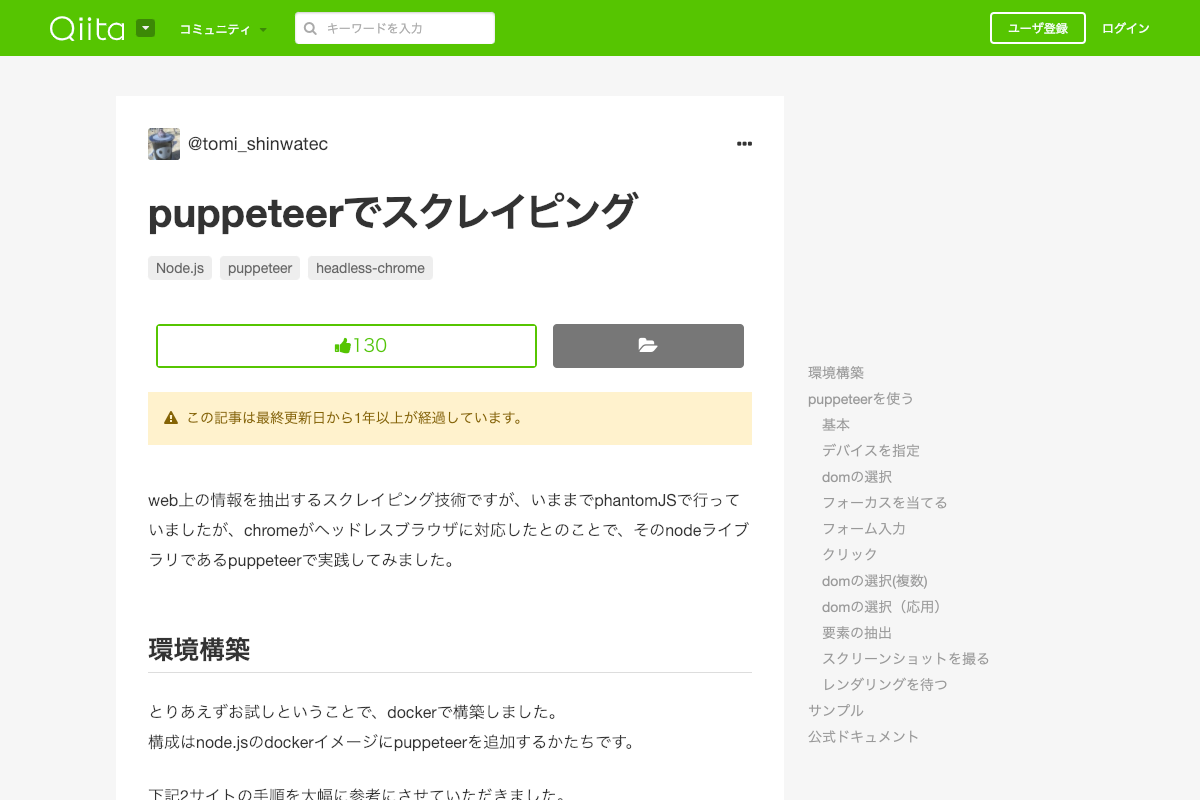 Qiita
コミュニティ
キーワードを入力
ユーザ登録
ログイン
@tomi_shinwatec
puppeteerでスクレイピング
Node.js
puppeteer
headless-chrome
130
この記事は最終更新日から1年以上が経過しています。
web上の情報を抽出するスクレイピング技術ですが、いままでphantomJSで行って
いましたが、chromeがヘッドレスブラウザに対応したとのことで、そのnodeライブ
ラリであるpuppeteerで実践してみました。
環境構築
とりあえずお試しということで、dockerで構築しました。
構成はnode.jsのdockerイメージにpuppeteerを追加するかたちです。
下記2サイトの手順を大幅に参考にさせていただきました。
環境構築
puppeteerを使う
基本
デバイスを指定
domの選択
フォーカスを当てる
フォーム入力
クリック
domの選択(複数)
domの選択（応用）
要素の抽出
スクリーンショットを撮る
レンダリングを待つ
サンプル
公式ドキュメント